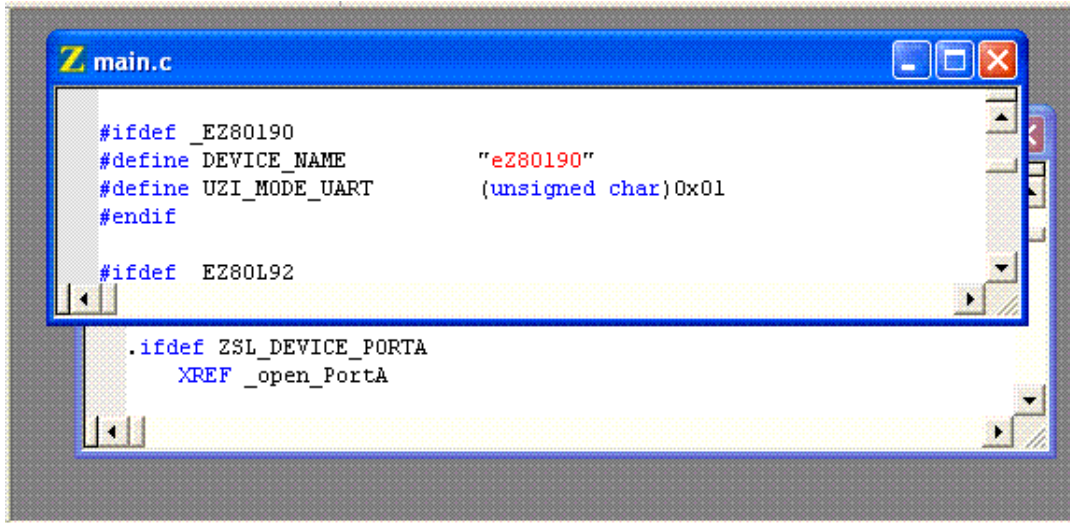 Z main.c
#ifdef _EZ80190
#define DEVICE_NAME "eZ80190"
#define UZI_MODE_UART (unsigned char)0x01
#endif
#ifdef EZ80L92
.ifdef ZSL_DEVICE_PORTA
XREF _open_PortA